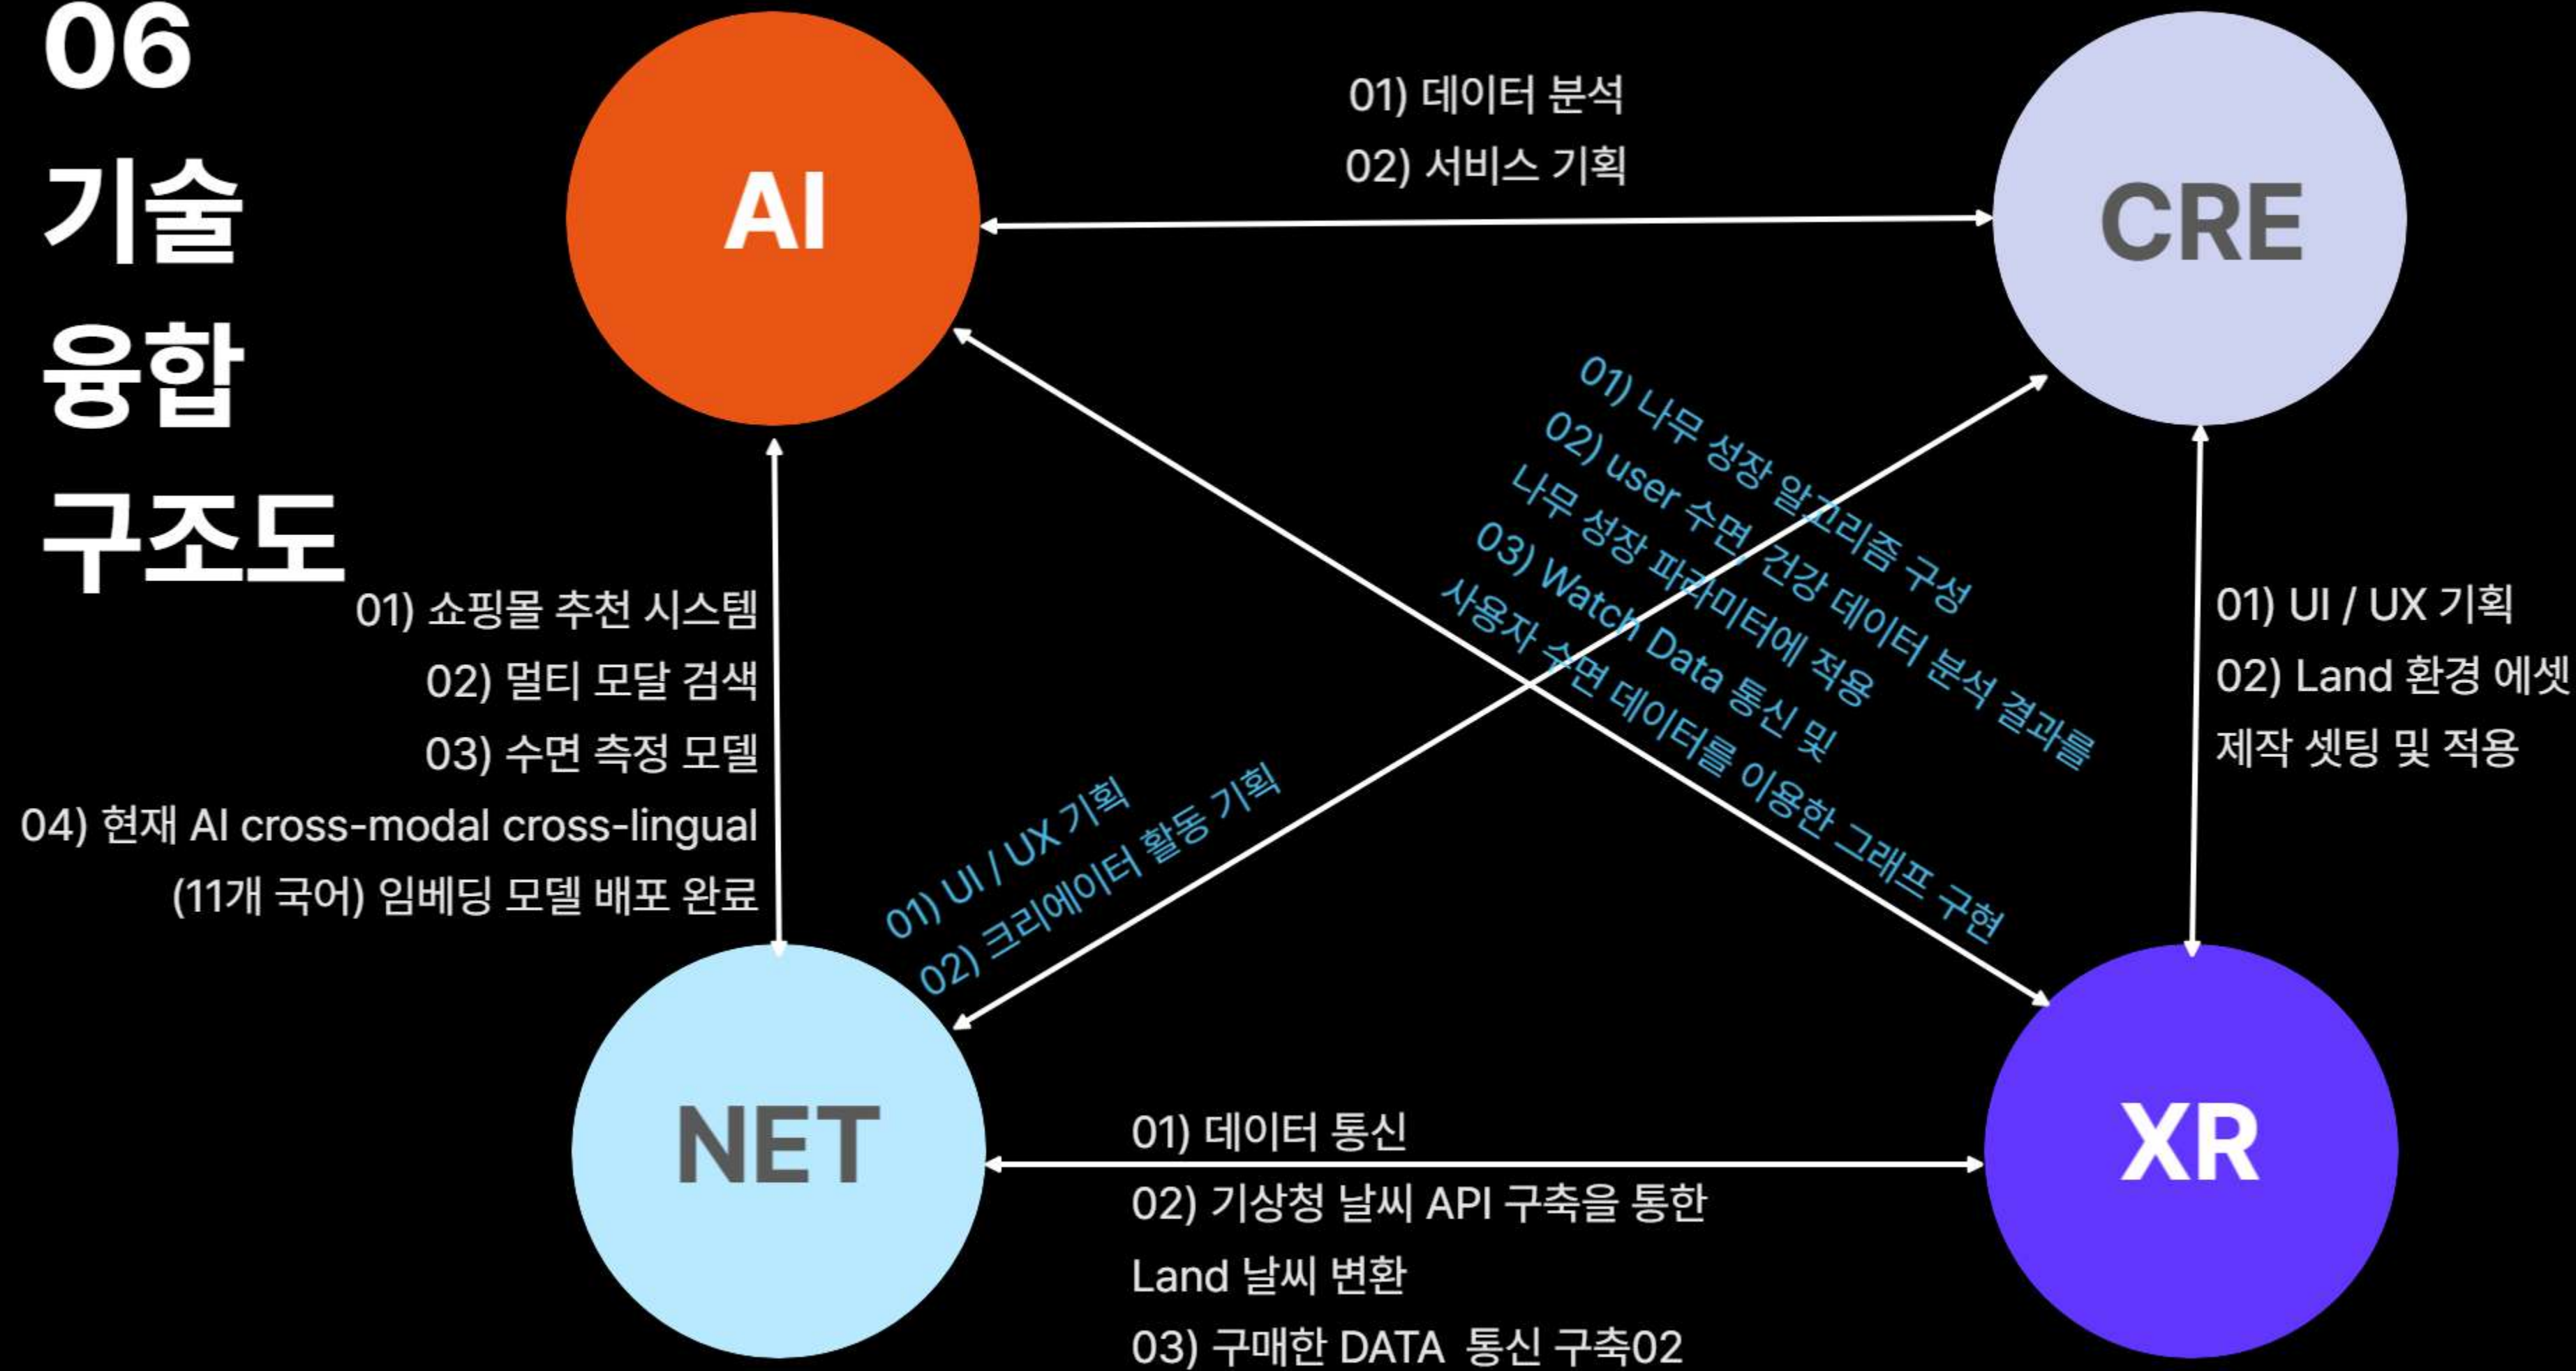 06
기술
융합
구조도
AI
01) 데이터 분석
02) 서비스 기획
CRE
01) 나무 성장 알고리즘 구성
02) user 수면, 건강 데이터 분석 결과를
나무 성장 파라미터에 적용
03) Watch Data 통신 및
사용자 수면 데이터를 이용한 그래프 구현
01) 쇼핑몰 추천 시스템
02) 멀티 모달 검색
03) 수면 측정 모델
04) 현재 AI cross-modal cross-lingual
(11개 국어) 임베딩 모델 배포 완료
01) UI / UX 기획
02) 크리에이터 활동 기획
01) UI / UX 기획
02) Land 환경 에셋
제작 셋팅 및 적용
NET
01) 데이터 통신
02) 기상청 날씨 API 구축을 통한
Land 날씨 변환
03) 구매한 DATA 통신 구축02
XR